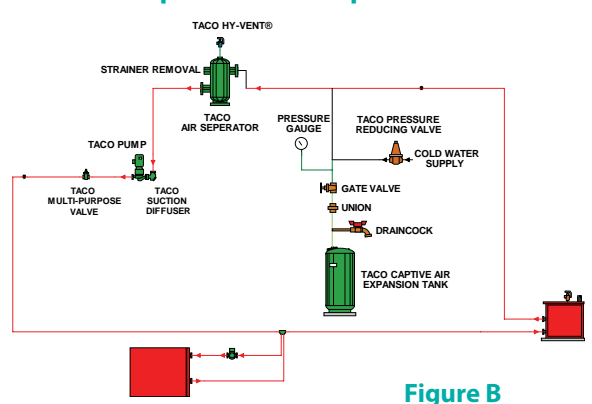 TACO HY-VENT®
STRAINER REMOVAL
TACO
AIR SEPERATOR
PRESSURE
GAUGE
TACO PRESSURE
REDUCING VALVE
COLD WATER
SUPPLY
TACO PUMP
TACO
MULTI-PURPOSE
VALVE
TACO
SUCTION
DIFFUSER
GATE VALVE
UNION
DRAINCOCK
TACO CAPTIVE AIR
EXPANSION TANK
Figure B